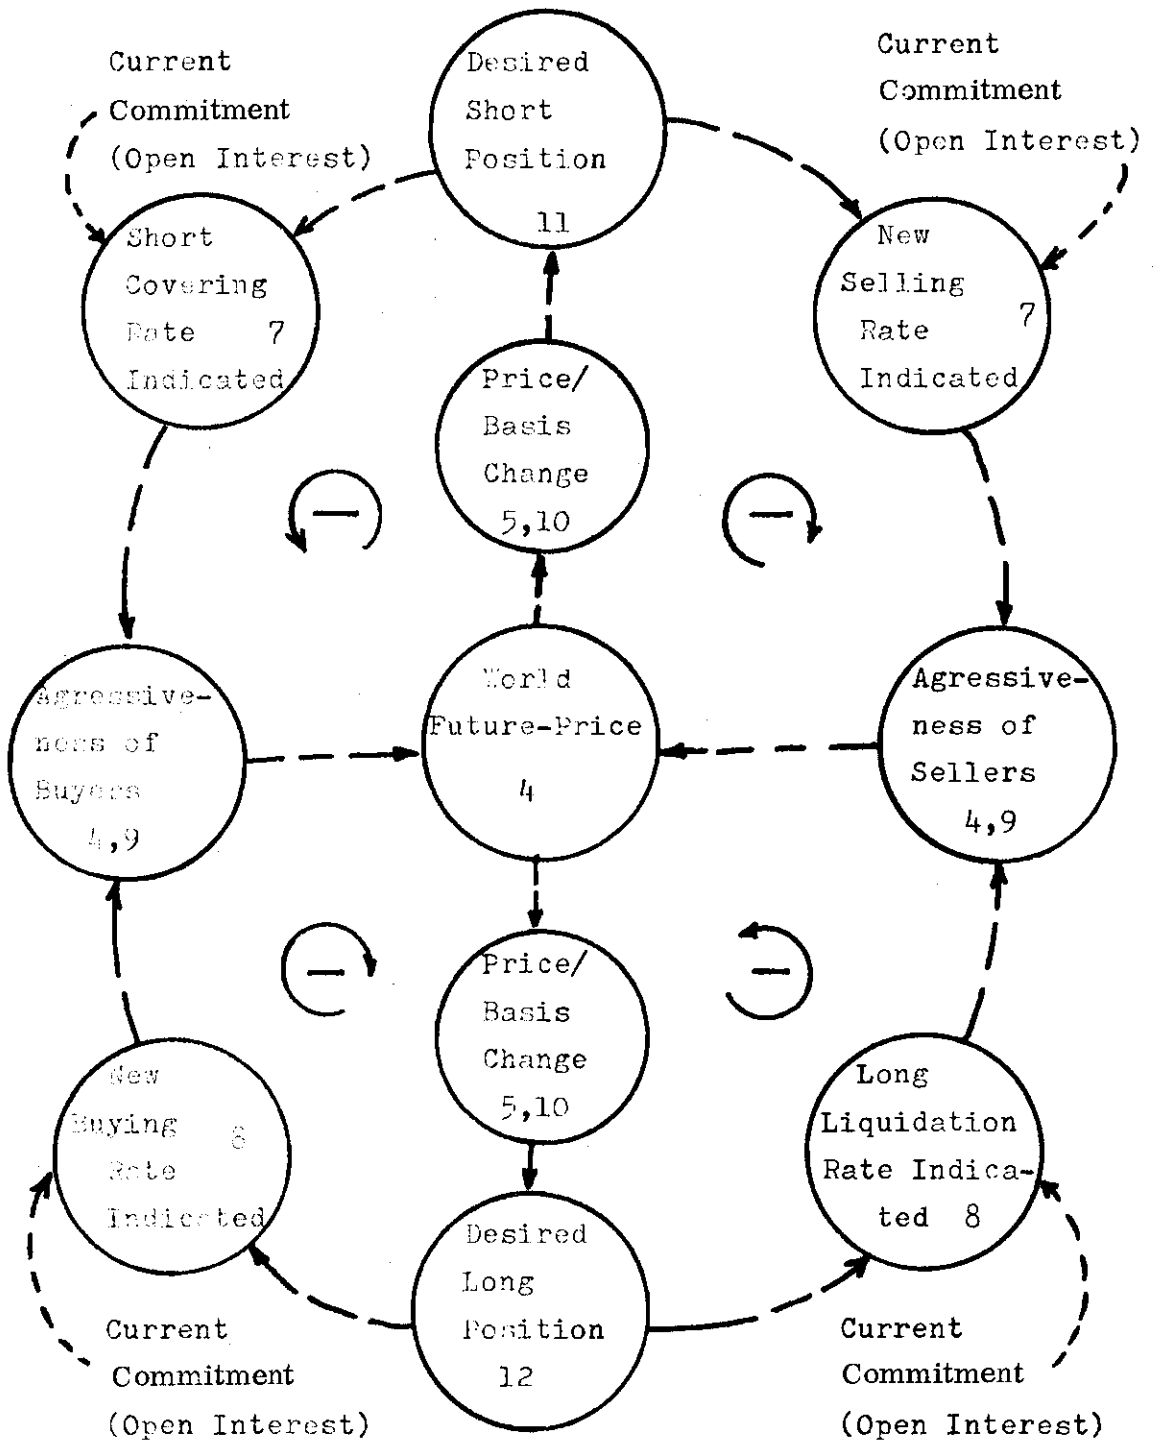 Current
Commitment
(Open Interest)
Desired
Short
Position
11
Current
Commitment
(Open Interest)
Short
Covering
Rate 7
Indicated
New
Selling
Rate 7
Indicated
Price/
Basis
Change
5,10
—
—
Agressive-
ness of
Buyers
4,9
World
Future-Price
4
Agressive-
ness of
Sellers
4,9
—
—
Price/
Basis
Change
5,10
New
Buying 8
Rate
Indicated
Long
Liquidation
Rate Indica-
ted 8
Desired
Long
Position
12
Current
Commitment
(Open Interest)
Current
Commitment
(Open Interest)